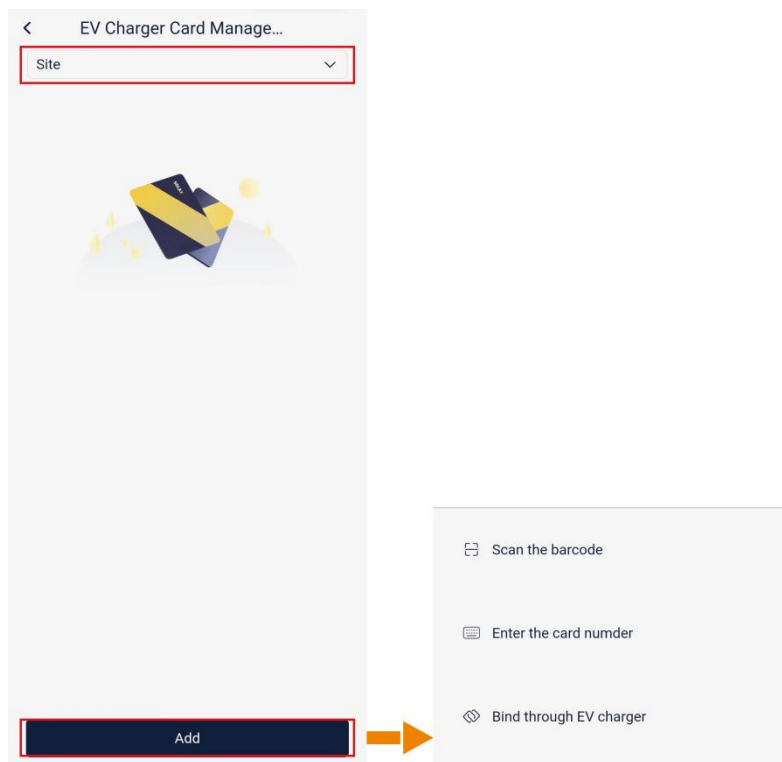 EV Charger Card Manage...
Site
Add
Scan the barcode
Enter the card numder
Bind through EV charger